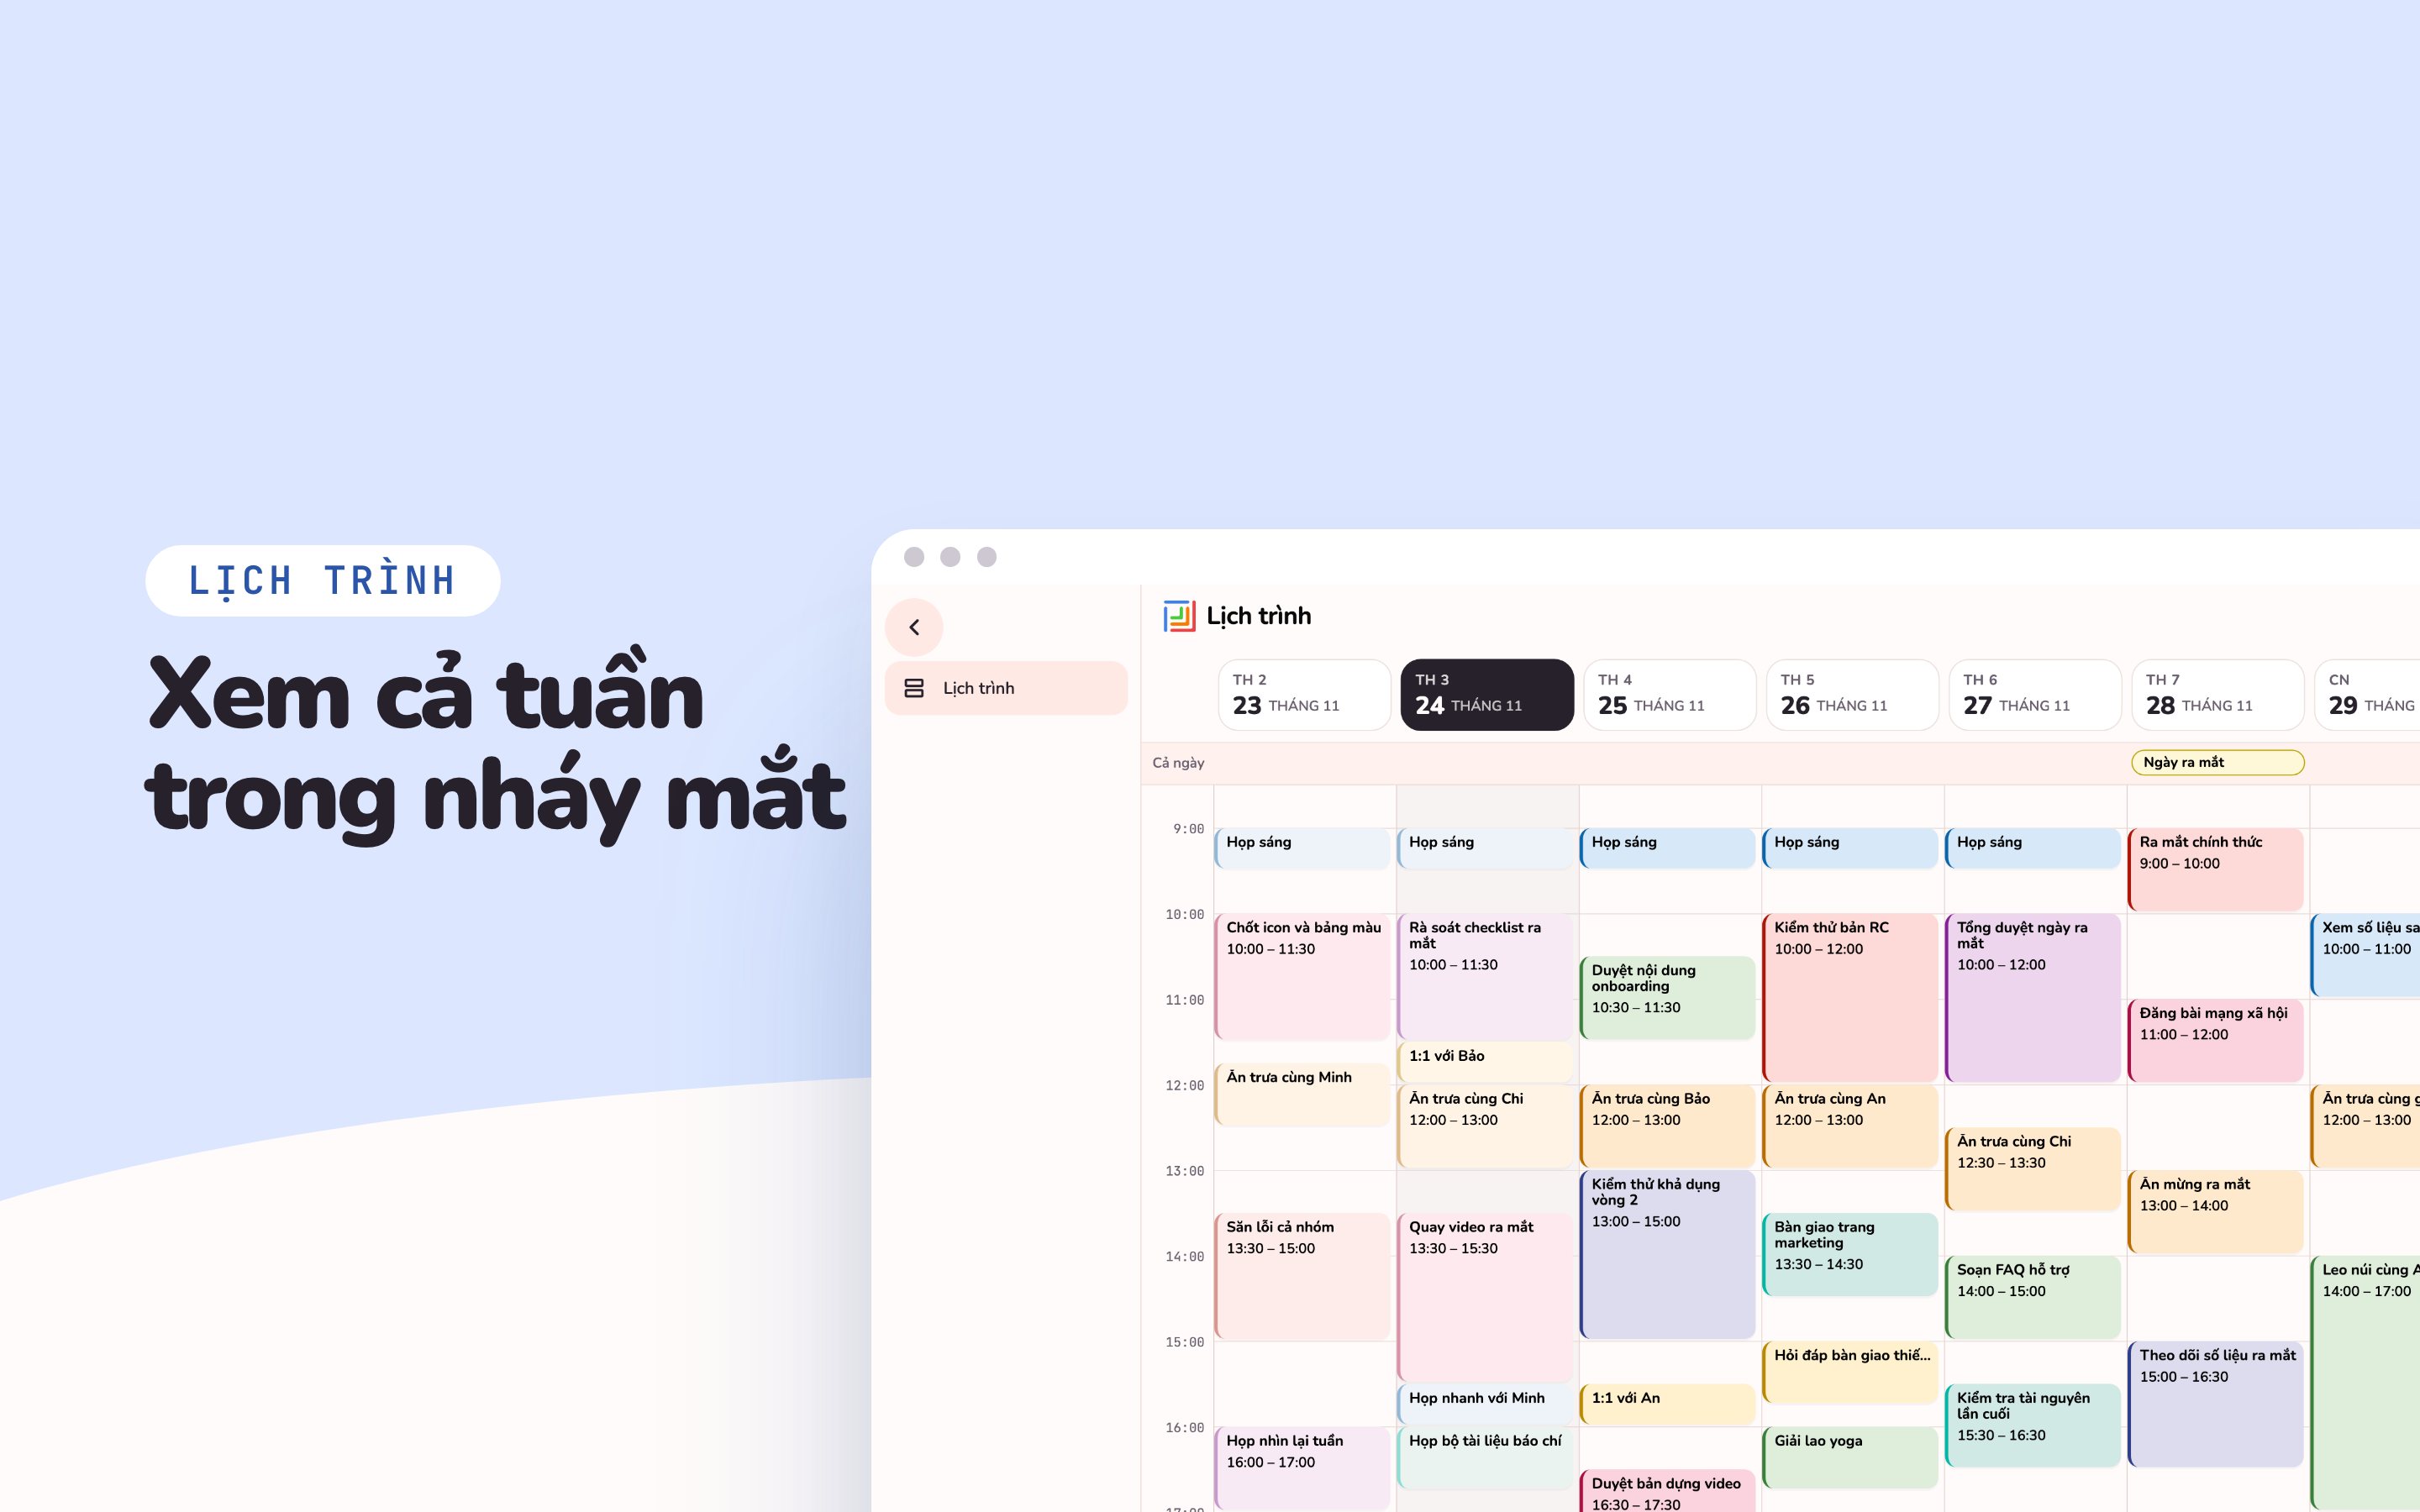 LỊCH TRÌNH
Xem cả tuần
trong nháy mắt
Lịch trình
Lịch trình
TH 2
23 THÁNG 11
TH 3
24 THÁNG 11
TH 4
25 THÁNG 11
TH 5
26 THÁNG 11
TH 6
27 THÁNG 11
TH 7
28 THÁNG 11
CN
29 THÁNG
Cả ngày
Ngày ra mắt
9:00
10:00
11:00
12:00
13:00
14:00
15:00
16:00
Họp sáng
Chốt icon và bảng màu
10:00 – 11:30
Ăn trưa cùng Minh
Săn lỗi cả nhóm
13:30 – 15:00
Họp nhìn lại tuần
16:00 – 17:00
Họp sáng
Rà soát checklist ra
mắt
10:00 – 11:30
1:1 với Bảo
Ăn trưa cùng Chi
12:00 – 13:00
Quay video ra mắt
13:30 – 15:30
Họp nhanh với Minh
Họp bộ tài liệu báo chí
Họp sáng
Duyệt nội dung
onboarding
10:30 – 11:30
Ăn trưa cùng Bảo
12:00 – 13:00
Kiểm thử khả dụng
vòng 2
13:00 – 15:00
1:1 với An
Duyệt bản dựng video
16:30 – 17:30
Họp sáng
Kiểm thử bản RC
10:00 – 12:00
Ăn trưa cùng An
12:00 – 13:00
Bàn giao trang
marketing
13:30 – 14:30
Hỏi đáp bàn giao thiế...
Giải lao yoga
Họp sáng
Tổng duyệt ngày ra
mắt
10:00 – 12:00
Ăn trưa cùng Chi
12:30 – 13:30
Soạn FAQ hỗ trợ
14:00 – 15:00
Kiểm tra tài nguyên
lần cuối
15:30 – 16:30
Ra mắt chính thức
9:00 – 10:00
Đăng bài mạng xã hội
11:00 – 12:00
Ăn mừng ra mắt
13:00 – 14:00
Theo dõi số liệu ra mắt
15:00 – 16:30
Xem số liệu
10:00 – 11:00
Ăn trưa cùng
12:00 – 13:00
Leo núi cùng
14:00 – 17:00